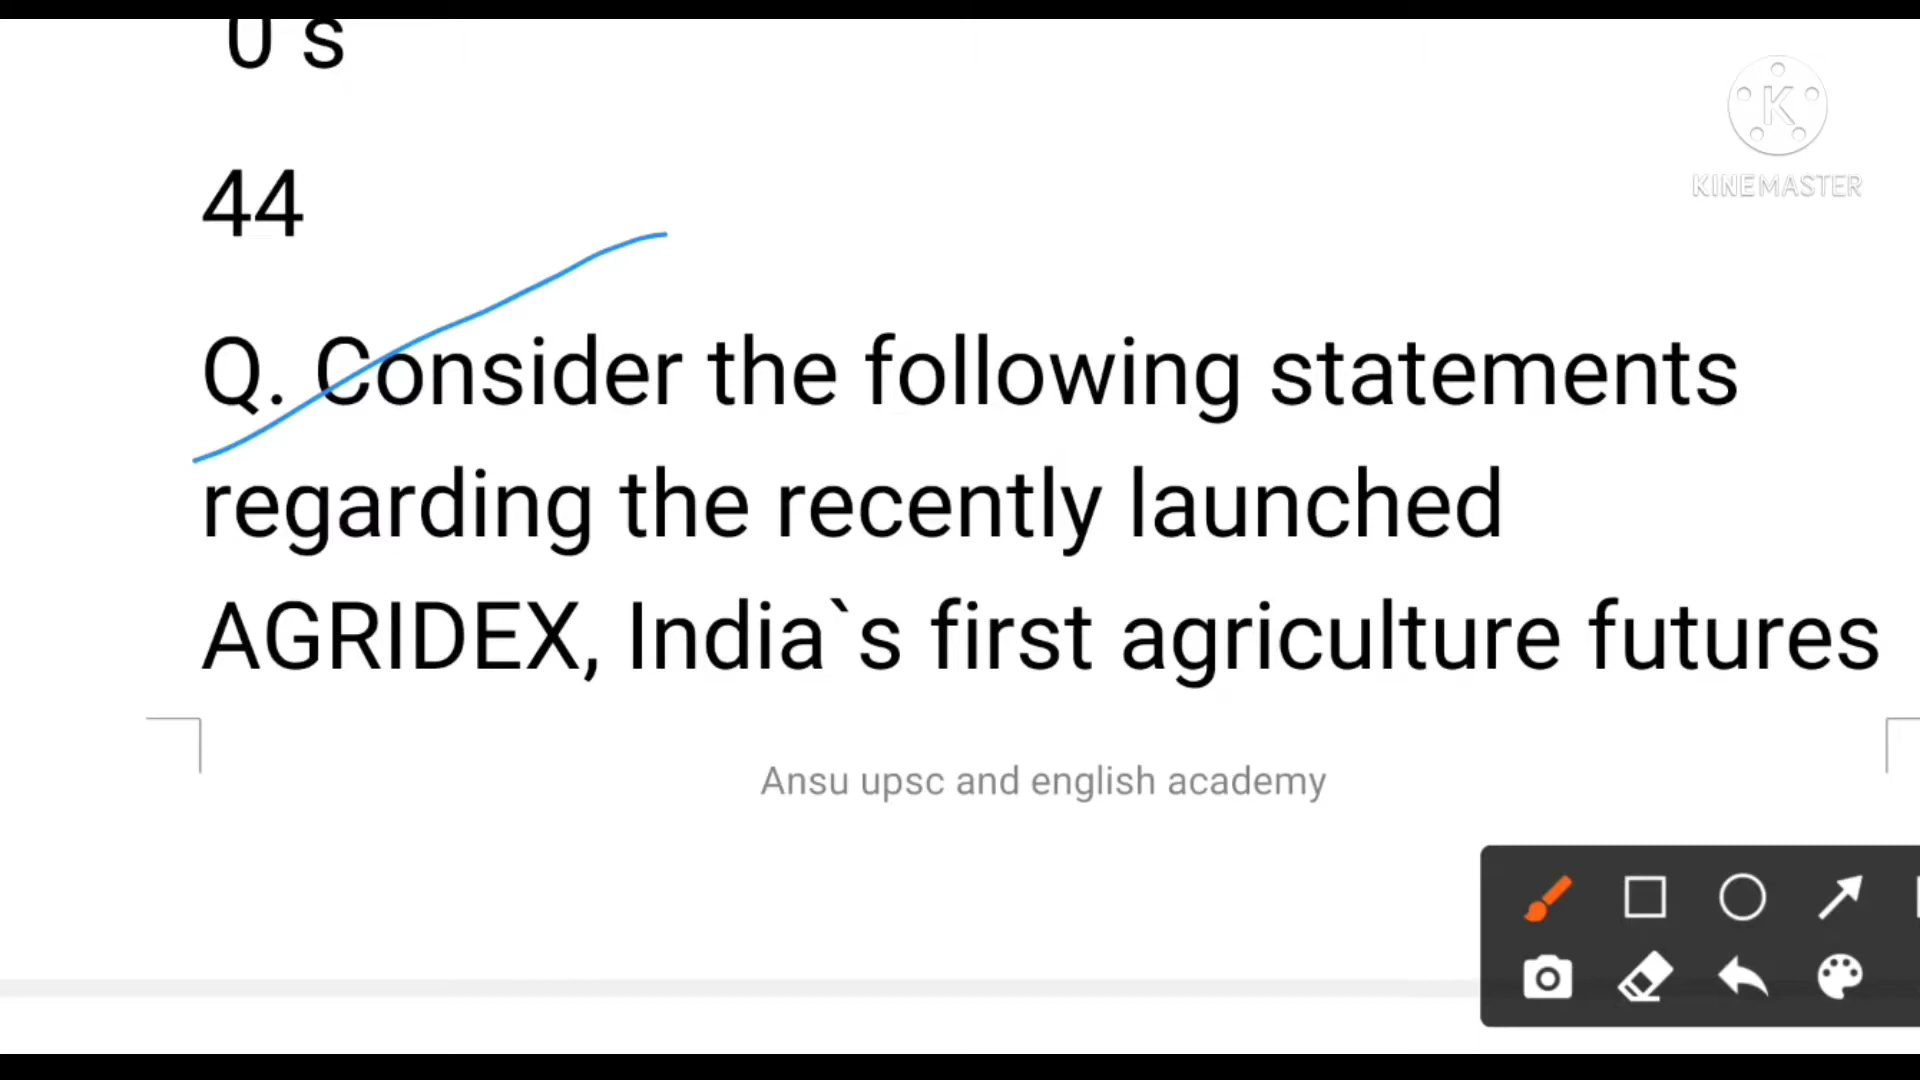 0's
44
KINEMASTER
Q. Consider the following statements
regarding the recently launched
AGRIDEX, India`s first agriculture futures
Ansu upsc and english academy